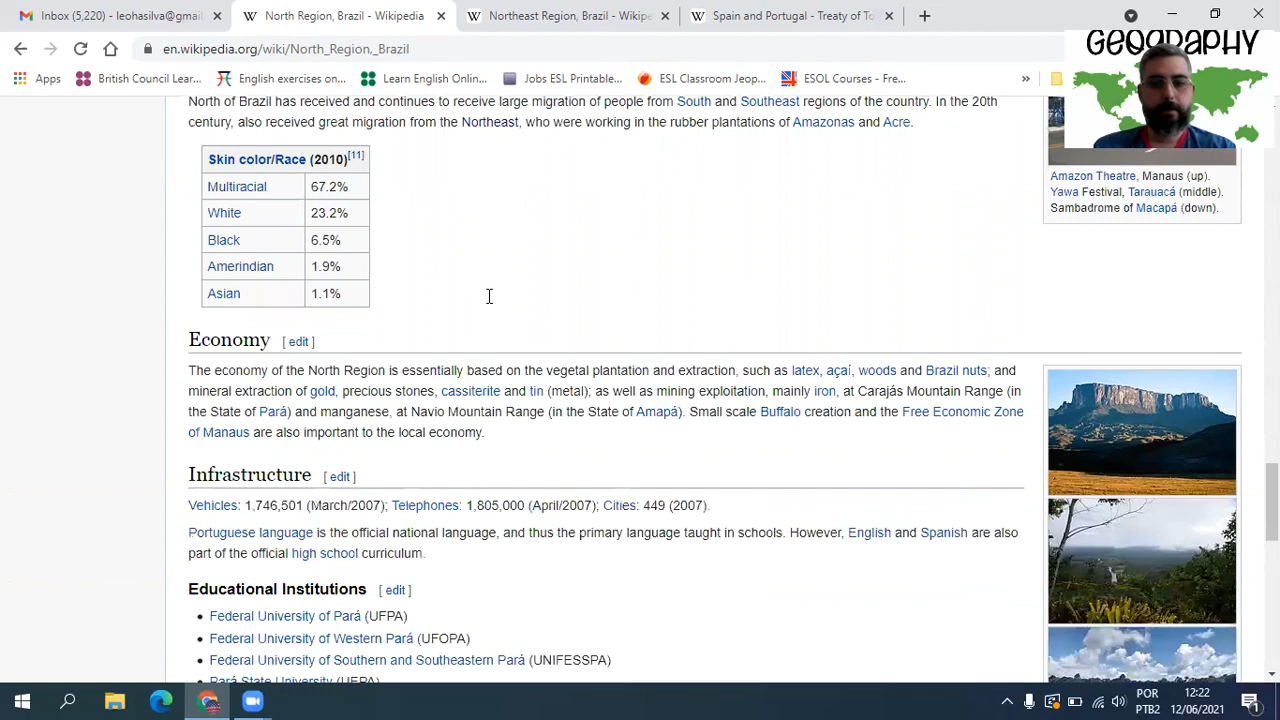 Inbox (5,220) - leohasilva@gmail.
North Region, Brazil - Wikipedia
Northeast Region, Brazil - Wikipe
Spain and Portugal - Treaty of To
en.wikipedia.org/wiki/North_Region,_Brazil
GEOGRAPHY
Apps
British Council Lear...
English exercises on...
Learn English Onlin...
Jobs ESL Printable...
ESL Classroom Jeop...
ESOL Courses - Fre...
»
North of Brazil has received and continues to receive large migration of people from South and Southeast regions of the country. In the 20th
century, also received great migration from the Northeast, who were working in the rubber plantations of Amazonas and Acre.
Skin color/Race (2010)[11]
Multiracial 67.2%
White 23.2%
Black 6.5%
Amerindian 1.9%
Asian 1.1%
Amazon Theatre, Manaus (up).
Yawa Festival, Tarauacá (middle).
Sambadrome of Macapá (down).
Economy [ edit ]
The economy of the North Region is essentially based on the vegetal plantation and extraction, such as latex, açaí, woods and Brazil nuts; and
mineral extraction of gold, precious stones, cassiterite and tin (metal); as well as mining exploitation, mainly iron, at Carajás Mountain Range (in
the State of Pará) and manganese, at Navio Mountain Range (in the State of Amapá). Small scale Buffalo creation and the Free Economic Zone
of Manaus are also important to the local economy.
Infrastructure [ edit ]
Vehicles: 1,746,501 (March/2007); Telephones: 1,805,000 (April/2007); Cities: 449 (2007).
Portuguese language is the official national language, and thus the primary language taught in schools. However, English and Spanish are also
part of the official high school curriculum.
Educational Institutions [ edit ]
• Federal University of Pará (UFPA)
• Federal University of Western Pará (UFOPA)
• Federal University of Southern and Southeastern Pará (UNIFESSPA)
• Pará State University (UEPA)
POR
PTB2
12:22
12/06/2021
1